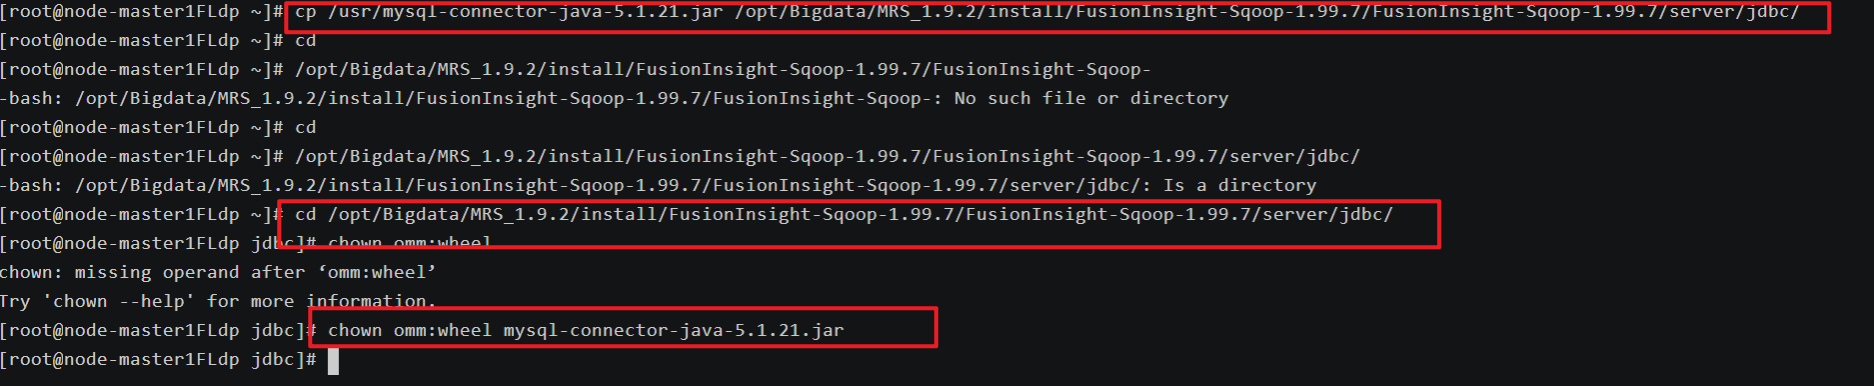 [root@node-master1FLdp ~]# cp /usr/mysql-connector-java-5.1.21.jar /opt/Bigdata/MRS_1.9.2/install/FusionInsight-Sqoop-1.99.7/FusionInsight-Sqoop-1.99.7/server/jdbc/
[root@node-master1FLdp ~]# cd
[root@node-master1FLdp ~]# /opt/Bigdata/MRS_1.9.2/install/FusionInsight-Sqoop-1.99.7/FusionInsight-Sqoop-
-bash: /opt/Bigdata/MRS_1.9.2/install/FusionInsight-Sqoop-1.99.7/FusionInsight-Sqoop-: No such file or directory
[root@node-master1FLdp ~]# cd
[root@node-master1FLdp ~]# /opt/Bigdata/MRS_1.9.2/install/FusionInsight-Sqoop-1.99.7/FusionInsight-Sqoop-1.99.7/server/jdbc/
-bash: /opt/Bigdata/MRS_1.9.2/install/FusionInsight-Sqoop-1.99.7/FusionInsight-Sqoop-1.99.7/server/jdbc/: Is a directory
[root@node-master1FLdp ~]# cd /opt/Bigdata/MRS_1.9.2/install/FusionInsight-Sqoop-1.99.7/FusionInsight-Sqoop-1.99.7/server/jdbc/
[root@node-master1FLdp jdbc]# chown omm:wheel
chown: missing operand after ‘omm:wheel’
Try 'chown --help' for more information.
[root@node-master1FLdp jdbc]# chown omm:wheel mysql-connector-java-5.1.21.jar
[root@node-master1FLdp jdbc]#